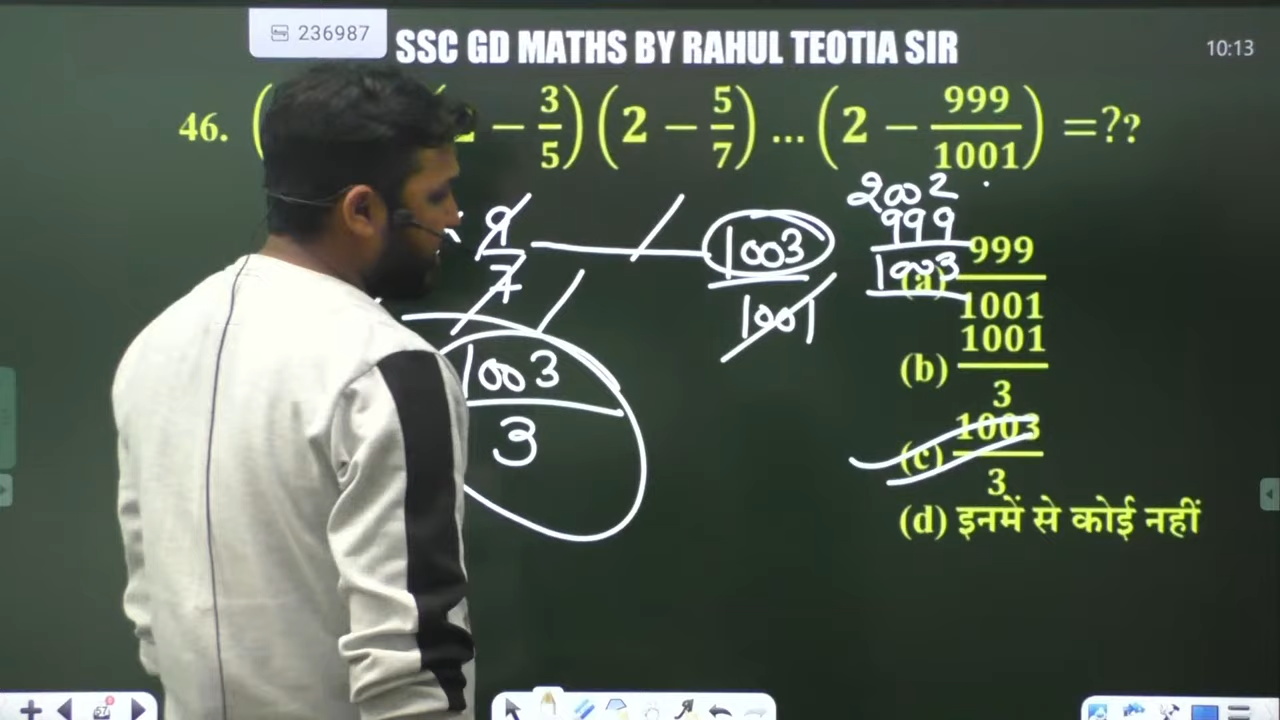 236987
SSC GD MATHS BY RAHUL TEOTIA SIR
10:13
46. ( - 3/5) (2 - 5/7) ... (2 - 999/1001) =??
9/7
1003/1001
2002
999
1003
1003/3
(a) 999/1001
(b) 1001/3
(c) 1003/3
(d) इनमें से कोई नहीं